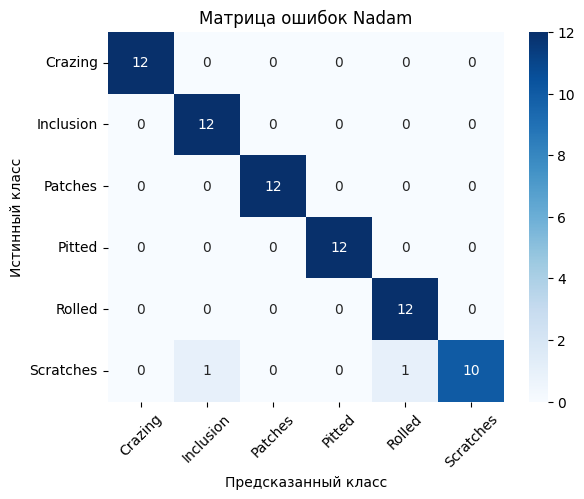 Матрица ошибок Nadam
Crazing 12 0 0 0 0 0
Inclusion 0 12 0 0 0 0
Patches 0 0 12 0 0 0
Pitted 0 0 0 12 0 0
Rolled 0 0 0 0 12 0
Scratches 0 1 0 0 1 10
Истинный класс
Crazing Inclusion Patches Pitted Rolled Scratches
Предсказанный класс
12
10
8
6
4
2
0